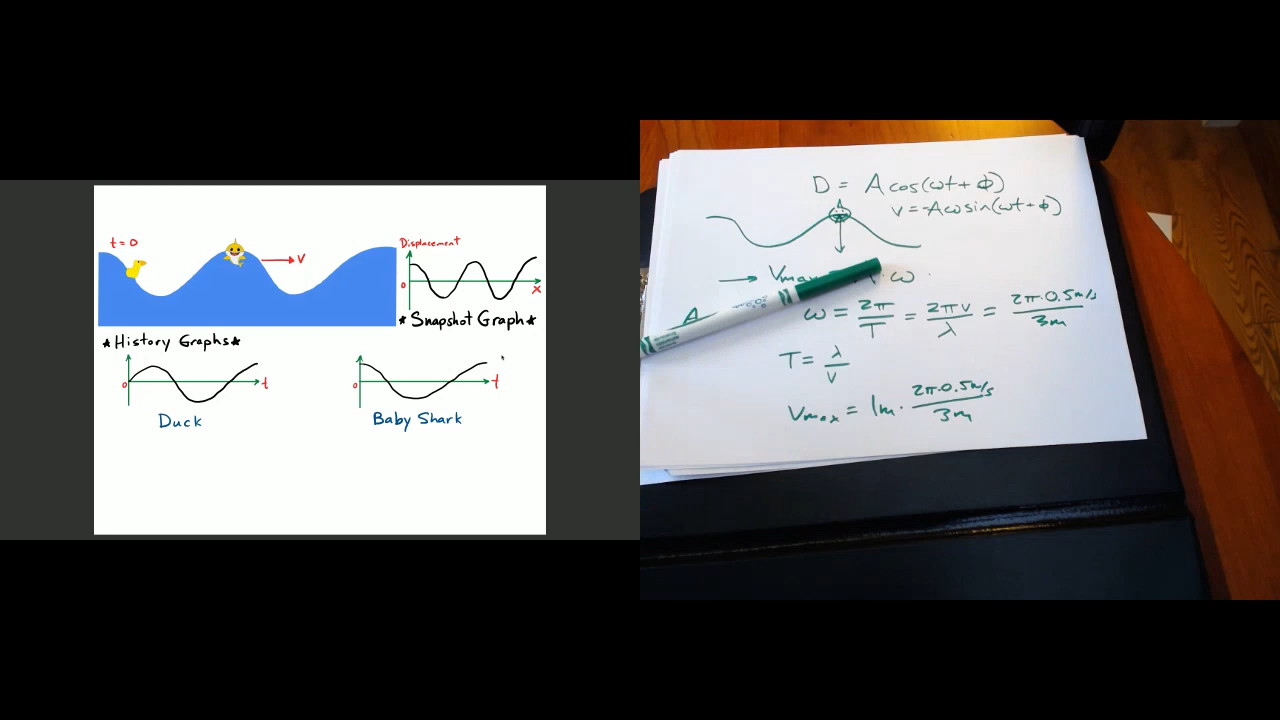 t = 0
v
Displacement
0
x
★ Snapshot Graph ★
★ History Graphs ★
0
t
Duck
0
t
Baby Shark
D = A cos(ωt + ϕ)
v = -Aω sin(ωt + ϕ)
→ Vmax
· ω
A
ω = 2π/T = 2πv/λ = 2π·0.5m/s / 3m
T = λ/v
Vmax = 1m · 2π·0.5m/s / 3m